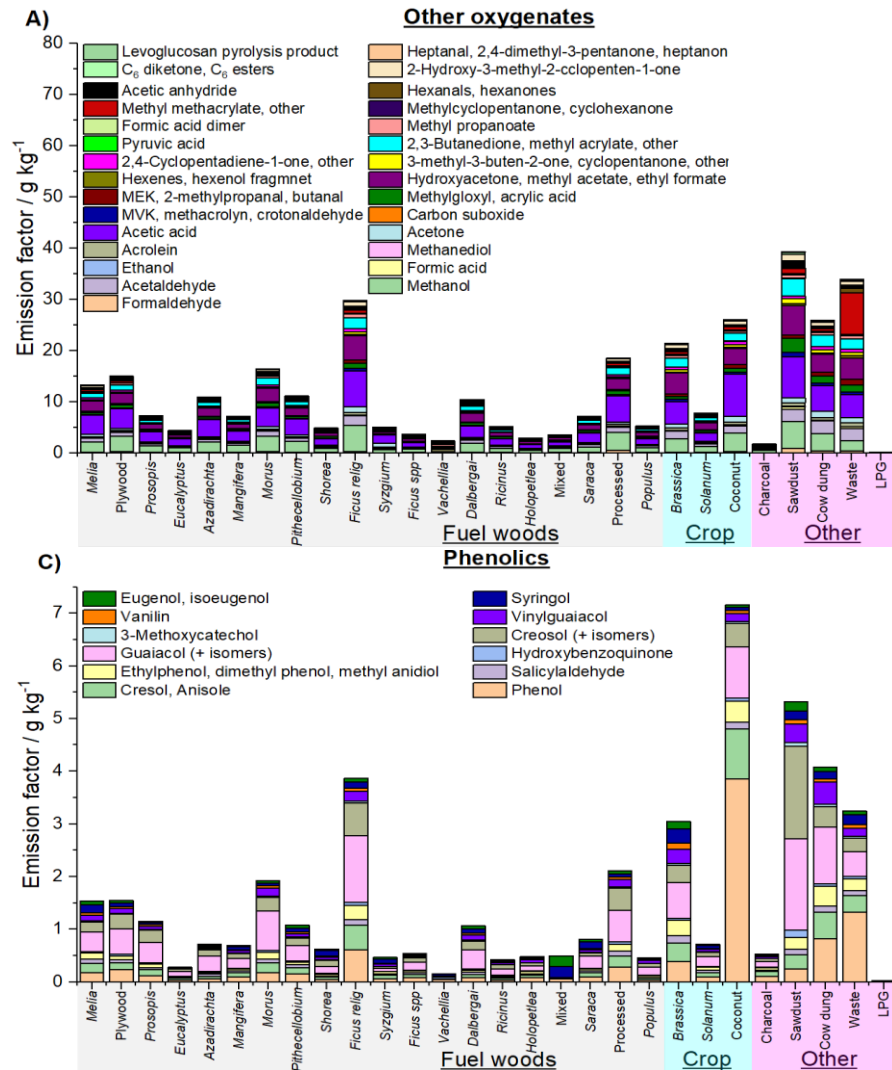 A) Other oxygenates
80
70
60
50
40
30
20
10
0
Emission factor / g kg-1
Levoglucosan pyrolysis product
C6 diketone, C6 esters
Acetic anhydride
Methyl methacrylate, other
Formic acid dimer
Pyruvic acid
2,4-Cyclopentadiene-1-one, other
Hexenes, hexenol fragmnet
MEK, 2-methylpropanal, butanal
MVK, methacrolyn, crotonaldehyde
Acetic acid
Acrolein
Ethanol
Acetaldehyde
Formaldehyde
Heptanal, 2,4-dimethyl-3-pentanone, heptanon
2-Hydroxy-3-methyl-2-cclopenten-1-one
Hexanals, hexanones
Methylcyclopentanone, cyclohexanone
Methyl propanoate
2,3-Butanedione, methyl acrylate, other
3-methyl-3-buten-2-one, cyclopentanone, other
Hydroxyacetone, methyl acetate, ethyl formate
Methylgloxyl, acrylic acid
Carbon suboxide
Acetone
Methanediol
Formic acid
Methanol
Melia
Plywood
Prosopis
Eucalyptus
Azadirachta
Mangifera
Morus
Pithecellobium
Shorea
Ficus relig
Syzgium
Ficus spp
Vachellia
Dalbergai
Ricinus
Holopetlea
Mixed
Saraca
Processed
Populus
Brassica
Solanum
Coconut
Charcoal
Sawdust
Cow dung
Waste
LPG
Fuel woods
Crop
Other
C) Phenolics
7
6
5
4
3
2
1
0
Emission factor / g kg-1
Eugenol, isoeugenol
Vanilin
3-Methoxycatechol
Guaiacol (+ isomers)
Ethylphenol, dimethyl phenol, methyl anidiol
Cresol, Anisole
Syringol
Vinylguaiacol
Creosol (+ isomers)
Hydroxybenzoquinone
Salicylaldehyde
Phenol
Melia
Plywood
Prosopis
Eucalyptus
Azadirachta
Mangifera
Morus
Pithecellobium
Shorea
Ficus relig
Syzgium
Ficus spp
Vachellia
Dalbergai
Ricinus
Holopetlea
Mixed
Saraca
Processed
Populus
Brassica
Solanum
Coconut
Charcoal
Sawdust
Cow dung
Waste
LPG
Fuel woods
Crop
Other